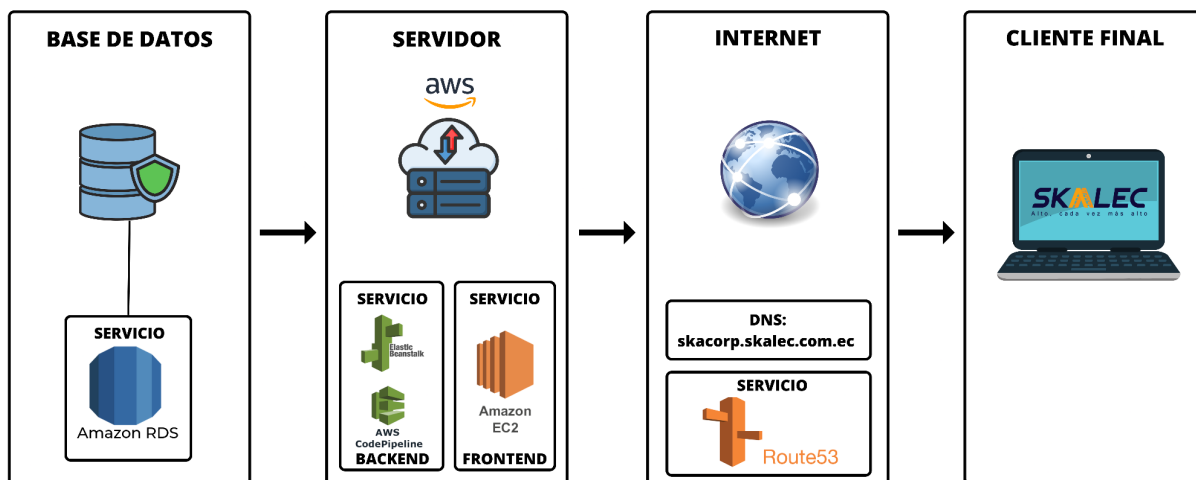 BASE DE DATOS
SERVICIO
Amazon RDS
SERVIDOR
aws
SERVICIO
Elastic
Beanstalk
AWS
CodePipeline
BACKEND
SERVICIO
Amazon
EC2
FRONTEND
INTERNET
DNS:
skacorp.skalec.com.ec
SERVICIO
Route53
CLIENTE FINAL
SKALEC
Alto, cada vez más alto